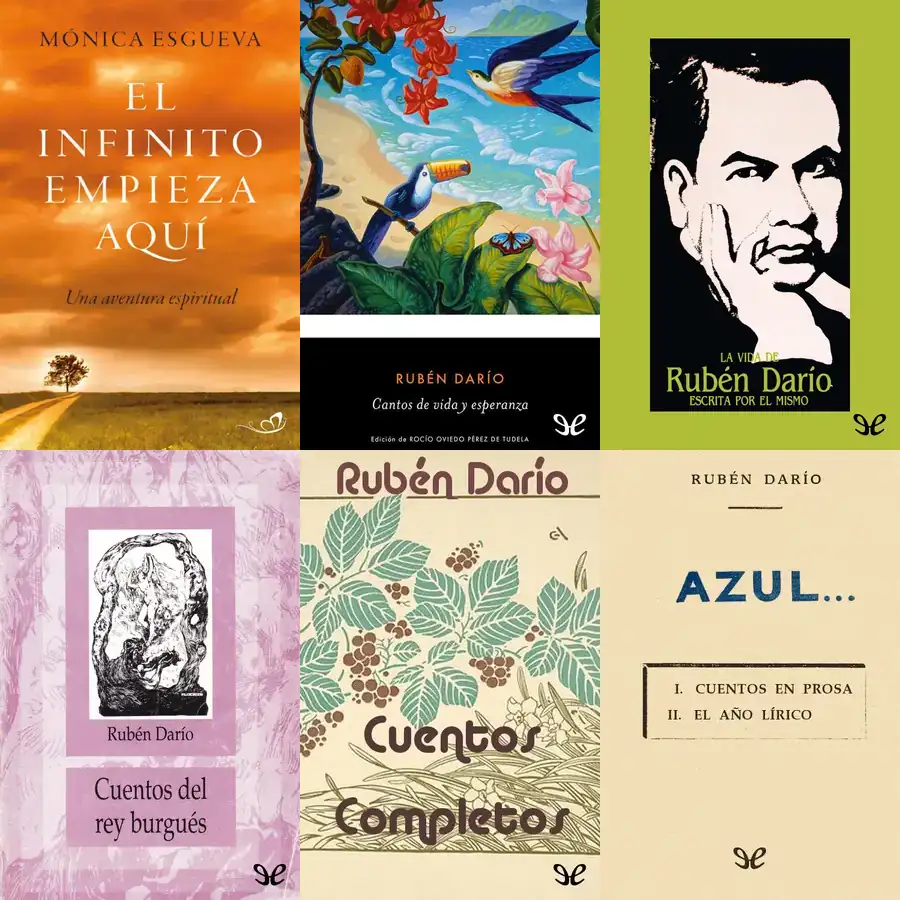 MÓNICA ESGUEVA
EL
INFINITO
EMPIEZA
AQUÍ
Una aventura espiritual
RUBÉN DARÍO
Cantos de vida y esperanza
Edición de ROCÍO OVIEDO PÉREZ DE TUDELA
LA VIDA DE
Rubén Darío
ESCRITA POR EL MISMO
Rubén Darío
Cuentos del
rey burgués
Rubén Darío
Cuentos
Completos
RUBÉN DARÍO
AZUL...
I. CUENTOS EN PROSA
II. EL AÑO LÍRICO